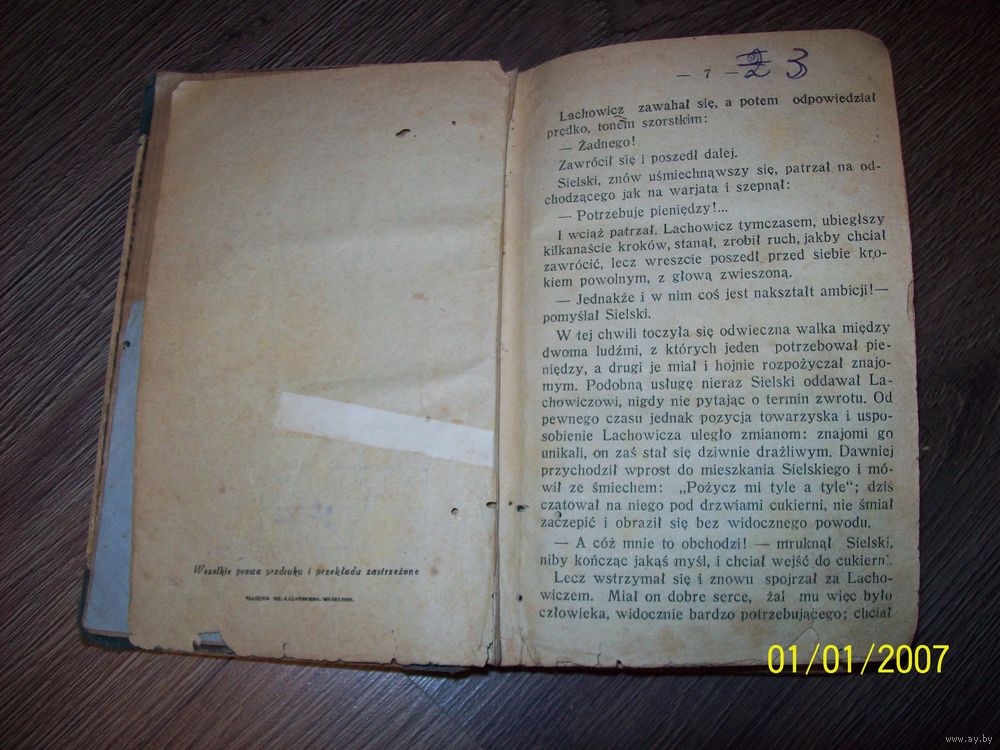 Wszelkie prawa przdruku i przekładu zastrzeżone
— 7 — 3
Lachowicz zawahał się, a potem odpowiedział
prędko, tonem szorstkim:
— Żadnego!
Zawrócił się i poszedł dalej.
Sielski, znów uśmiechnąwszy się, patrzał na od-
chodzącego jak na warjata i szepnął:
— Potrzebuje pieniędzy!...
I wciąż patrzał. Lachowicz tymczasem, ubiegłszy
kilkanaście kroków, stanął, zrobił ruch, jakby chciał
zawrócić, lecz wreszcie poszedł przed siebie kro-
kiem powolnym, z głową zwieszoną.
— Jednakże i w nim coś jest nakształt ambicji!—
pomyślał Sielski.
W tej chwili toczyła się odwieczna walka między
dwoma ludźmi, z których jeden potrzebował pie-
niędzy, a drugi je miał i hojnie rozpożyczał znajo-
mym. Podobną usługę nieraz Sielski oddawał La-
chowiczowi, nigdy nie pytając o termin zwrotu. Od
pewnego czasu jednak pozycja towarzyska i uspo-
sobienie Lachowicza uległo zmianom: znajomi go
unikali, on zaś stał się dziwnie drażliwym. Dawniej
przychodził wprost do mieszkania Sielskiego i mó-
wił ze śmiechem: „Pożycz mi tyle a tyle“; dziś
czatował na niego pod drzwiami cukierni, nie śmiał
zaczepić i obraził się bez widocznego powodu.
— A cóż mnie to obchodzi! — mruknął Sielski,
niby kończąc jakąś myśl, i chciał wejść do cukierni.
Lecz wstrzymał się i znowu spojrzał za Lacho-
wiczem. Miał on dobre serce, żal mu więc było
człowieka, widocznie bardzo potrzebującego; chciał
01/01/2007
www.ay.by